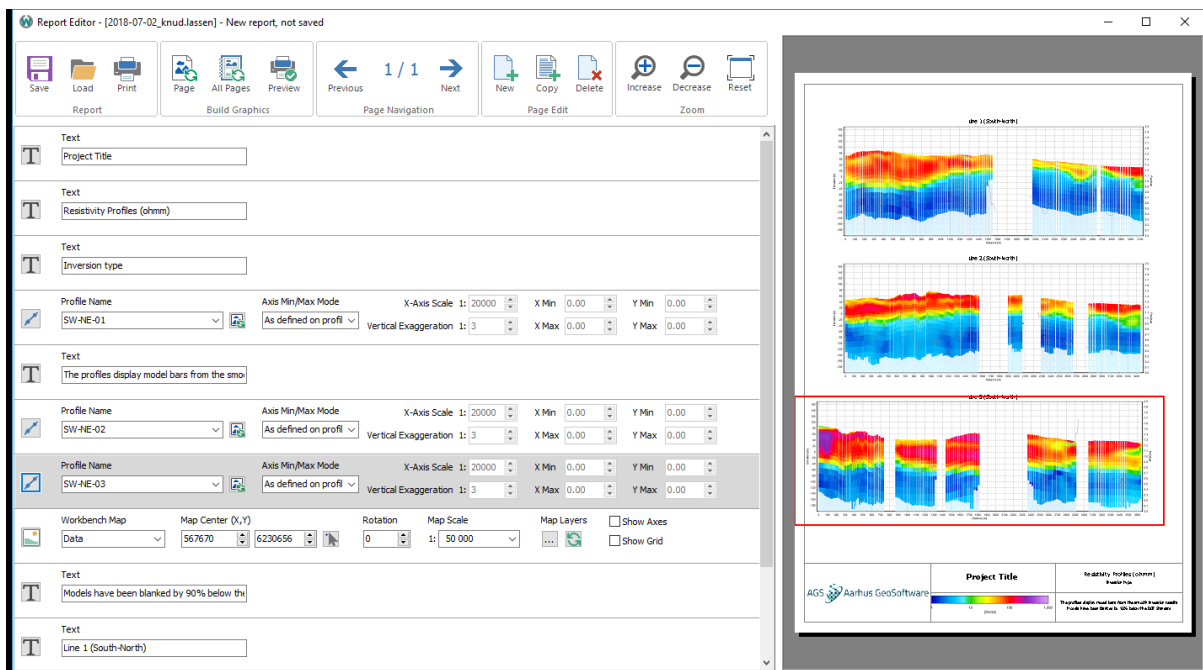 Report Editor - [2018-07-02_knud.lassen] - New report, not saved
Save Load Print Page All Pages Preview Previous 1 / 1 Next New Copy Delete Increase Decrease Reset
Report Build Graphics Page Navigation Page Edit Zoom
Text
Project Title
Text
Resistivity Profiles (ohmm)
Text
Inversion type
Profile Name Axis Min/Max Mode X-Axis Scale 1: 20000 X Min 0.00 Y Min 0.00
SW-NE-01 As defined on profil Vertical Exaggeration 1: 3 X Max 0.00 Y Max 0.00
Text
The profiles display model bars from the smo
Profile Name Axis Min/Max Mode X-Axis Scale 1: 20000 X Min 0.00 Y Min 0.00
SW-NE-02 As defined on profil Vertical Exaggeration 1: 3 X Max 0.00 Y Max 0.00
Profile Name Axis Min/Max Mode X-Axis Scale 1: 20000 X Min 0.00 Y Min 0.00
SW-NE-03 As defined on profil Vertical Exaggeration 1: 3 X Max 0.00 Y Max 0.00
Workbench Map Map Center (X,Y) Rotation Map Scale Map Layers Show Axes
Data 567670 6230656 0 1: 50 000 ... Show Grid
Text
Models have been blanked by 90% below the
Text
Line 1 (South-North)
Line 1 (South-North)
Line 2 (South-North)
Line 3 (South-North)
AGS Aarhus GeoSoftware
Project Title
Resistivity Profiles (ohmm)
Inversion type